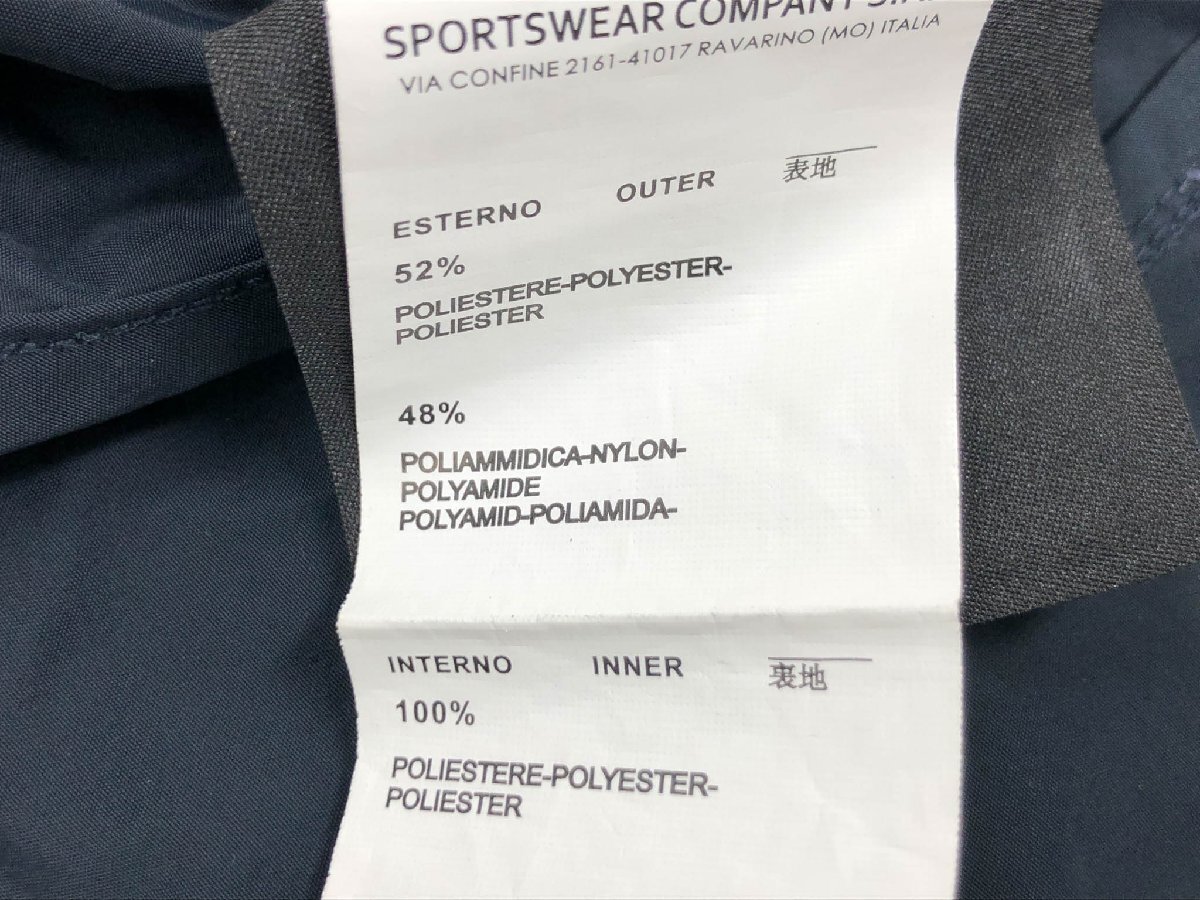 SPORTSWEAR COMPANY
VIA CONFINE 2161-41017 RAVARINO (MO) ITALIA
ESTERNO OUTER 表地
52%
POLIESTERE-POLYESTER-
POLIESTER
48%
POLIAMMIDICA-NYLON-
POLYAMIDE
POLYAMID-POLIAMIDA-
INTERNO INNER 裏地
100%
POLIESTERE-POLYESTER-
POLIESTER